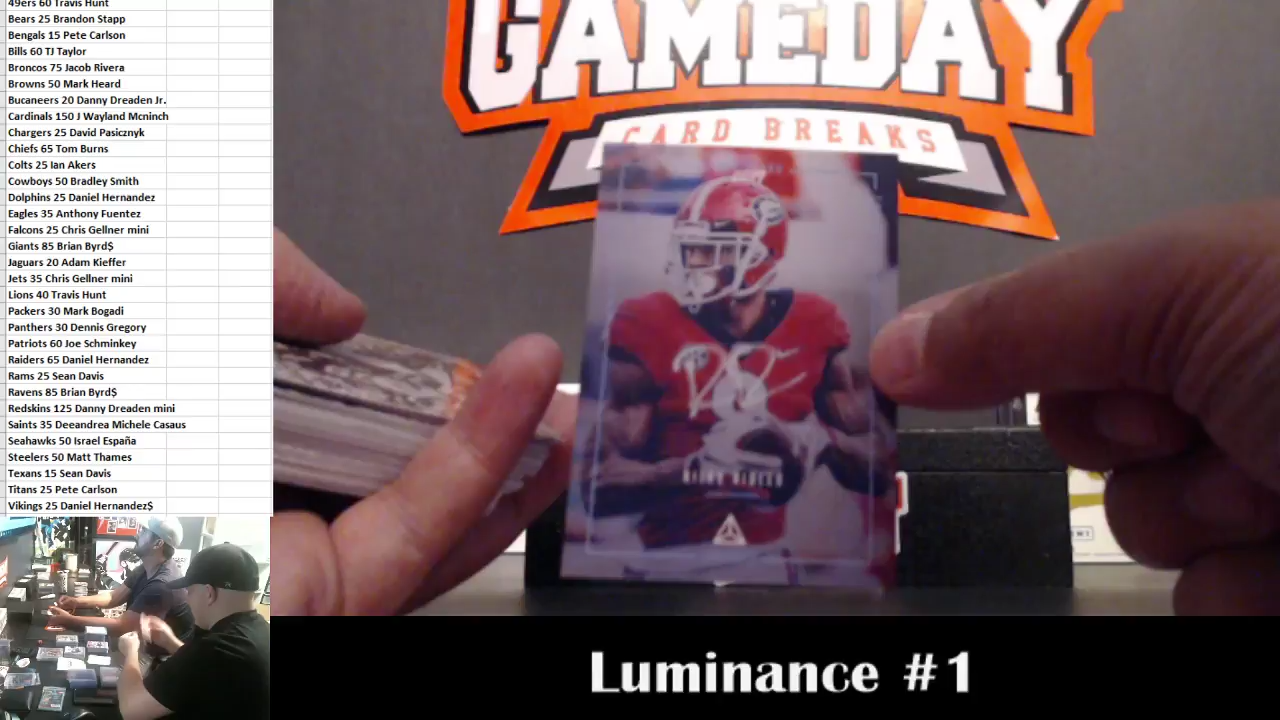 49ers 60 Travis Hunt
Bears 25 Brandon Stapp
Bengals 15 Pete Carlson
Bills 60 TJ Taylor
Broncos 75 Jacob Rivera
Browns 50 Mark Heard
Bucaneers 20 Danny Dreaden Jr.
Cardinals 150 J Wayland Mcninch
Chargers 25 David Pasicznyk
Chiefs 65 Tom Burns
Colts 25 Ian Akers
Cowboys 50 Bradley Smith
Dolphins 25 Daniel Hernandez
Eagles 35 Anthony Fuentez
Falcons 25 Chris Gellner mini
Giants 85 Brian Byrd$
Jaguars 20 Adam Kieffer
Jets 35 Chris Gellner mini
Lions 40 Travis Hunt
Packers 30 Mark Bogadi
Panthers 30 Dennis Gregory
Patriots 60 Joe Schminkey
Raiders 65 Daniel Hernandez
Rams 25 Sean Davis
Ravens 85 Brian Byrd$
Redskins 125 Danny Dreaden mini
Saints 35 Deeandrea Michele Casaus
Seahawks 50 Israel España
Steelers 50 Matt Thames
Texans 15 Sean Davis
Titans 25 Pete Carlson
Vikings 25 Daniel Hernandez$
GAMEDAY
CARD BREAKS
Luminance #1